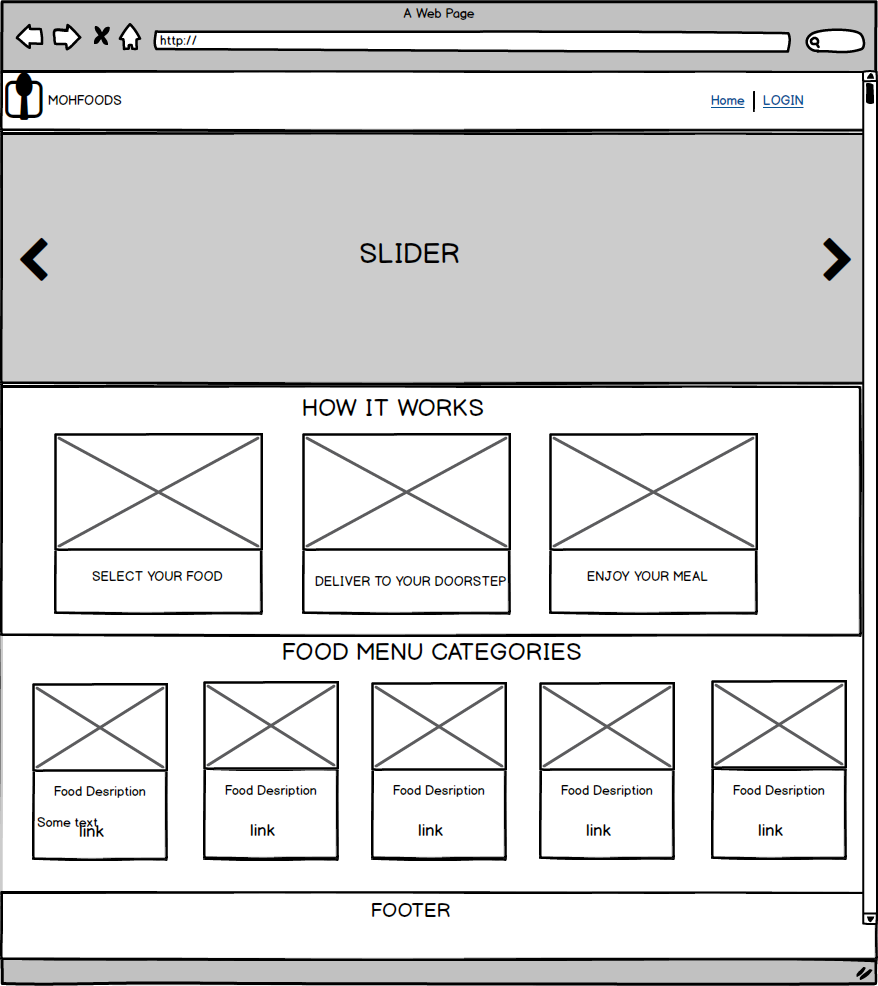 A Web Page
http://
MOHFOODS
Home
LOGIN
SLIDER
HOW IT WORKS
SELECT YOUR FOOD
DELIVER TO YOUR DOORSTEP
ENJOY YOUR MEAL
FOOD MENU CATEGORIES
Food Desription
Food Desription
Food Desription
Food Desription
Food Desription
Some text
link
link
link
link
link
FOOTER